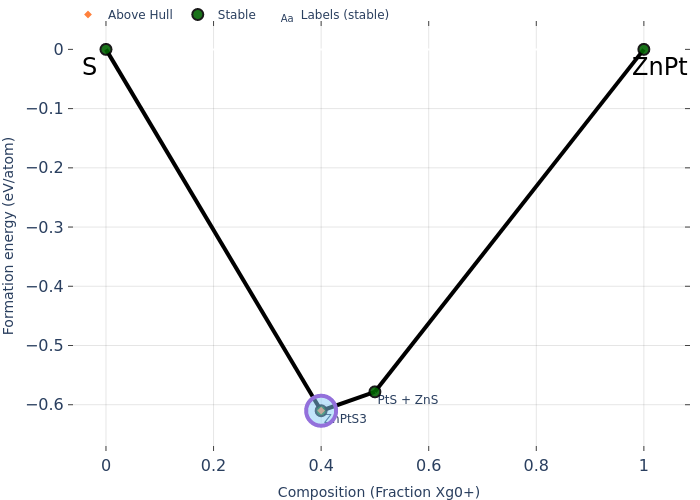 Above Hull
Stable
Aa Labels (stable)
0
−0.1
−0.2
−0.3
−0.4
−0.5
−0.6
Formation energy (eV/atom)
S
ZnPt
PtS + ZnS
ZnPtS3
0
0.2
0.4
0.6
0.8
1
Composition (Fraction Xg0+)